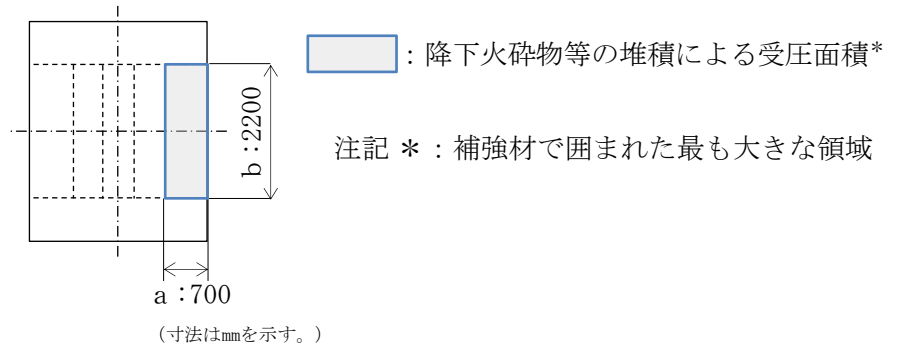 ：降下火砕物等の堆積による受圧面積*
b：2200
注記 ＊：補強材で囲まれた最も大きな領域
a：700
(寸法は㎜を示す。)